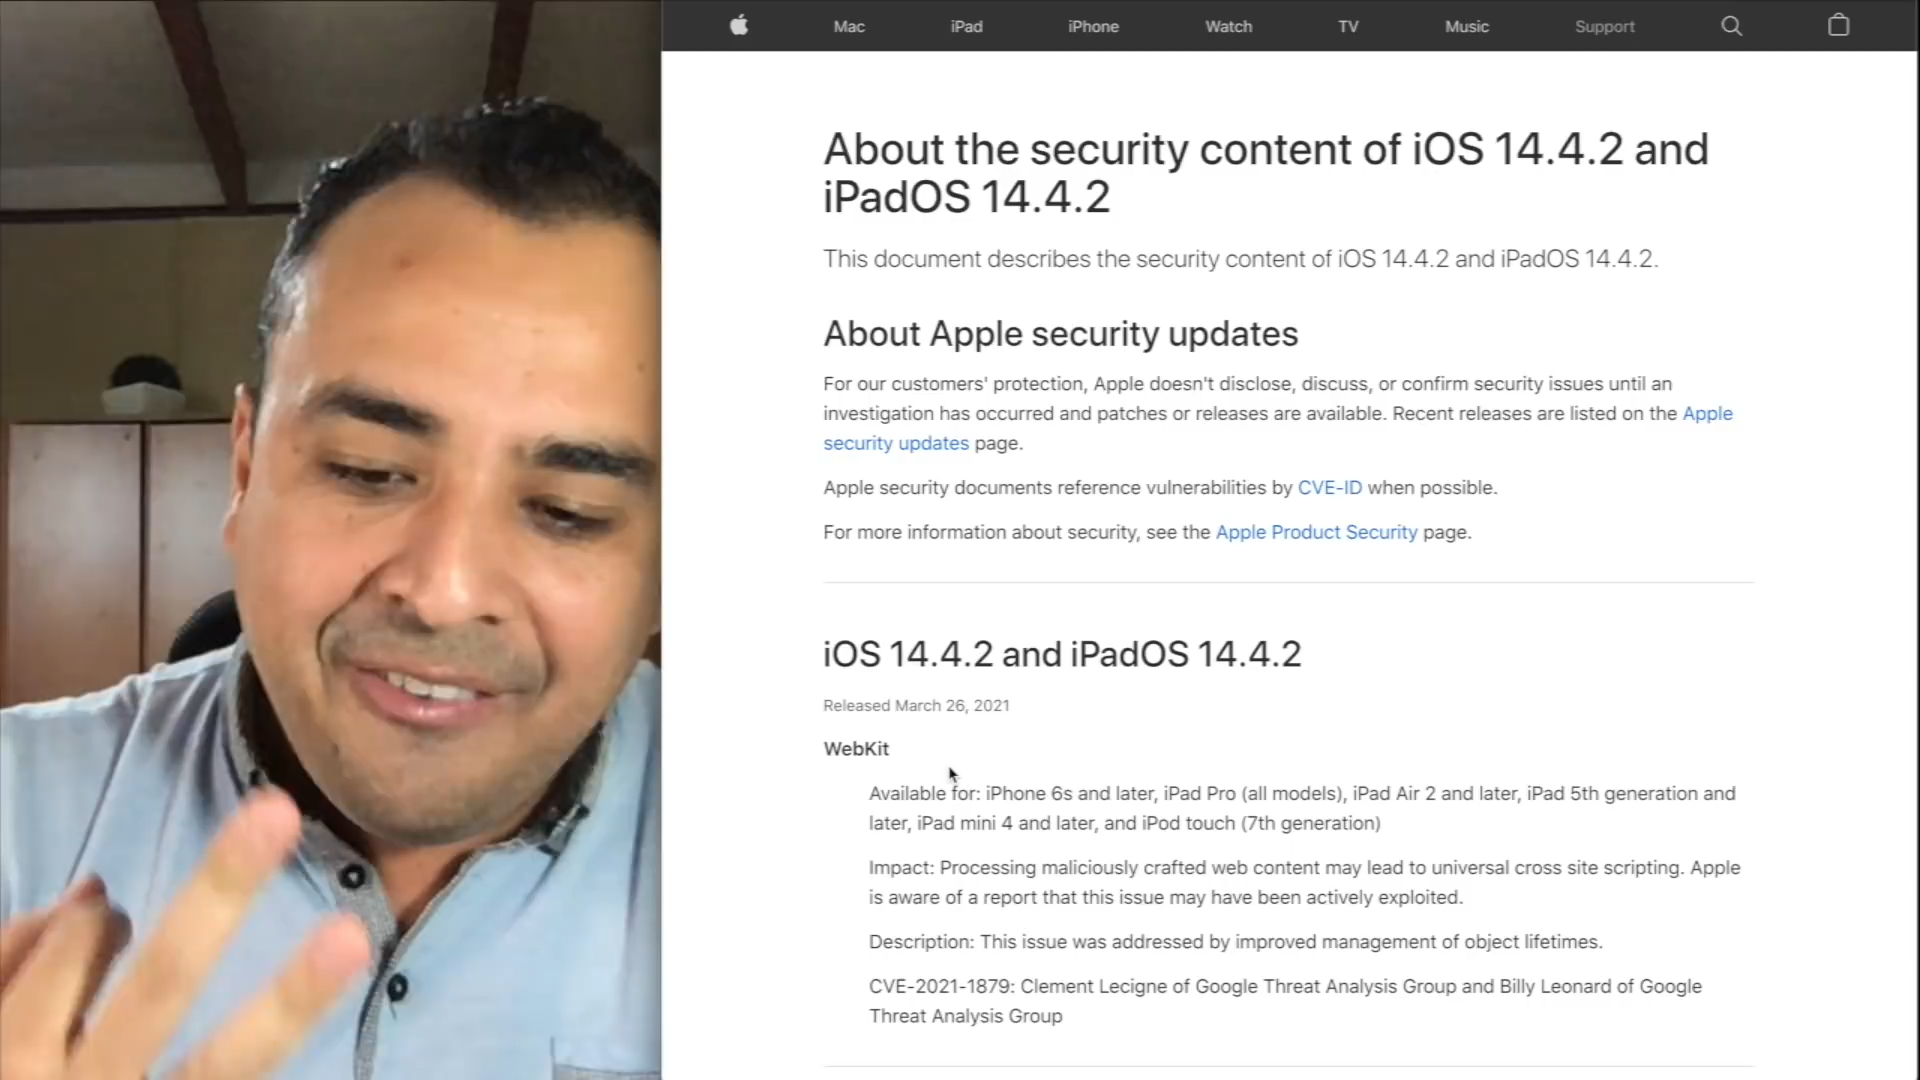 Mac iPad iPhone Watch TV Music Support
About the security content of iOS 14.4.2 and
iPadOS 14.4.2
This document describes the security content of iOS 14.4.2 and iPadOS 14.4.2.
About Apple security updates
For our customers' protection, Apple doesn't disclose, discuss, or confirm security issues until an
investigation has occurred and patches or releases are available. Recent releases are listed on the Apple
security updates page.
Apple security documents reference vulnerabilities by CVE-ID when possible.
For more information about security, see the Apple Product Security page.
iOS 14.4.2 and iPadOS 14.4.2
Released March 26, 2021
WebKit
Available for: iPhone 6s and later, iPad Pro (all models), iPad Air 2 and later, iPad 5th generation and
later, iPad mini 4 and later, and iPod touch (7th generation)
Impact: Processing maliciously crafted web content may lead to universal cross site scripting. Apple
is aware of a report that this issue may have been actively exploited.
Description: This issue was addressed by improved management of object lifetimes.
CVE-2021-1879: Clement Lecigne of Google Threat Analysis Group and Billy Leonard of Google
Threat Analysis Group